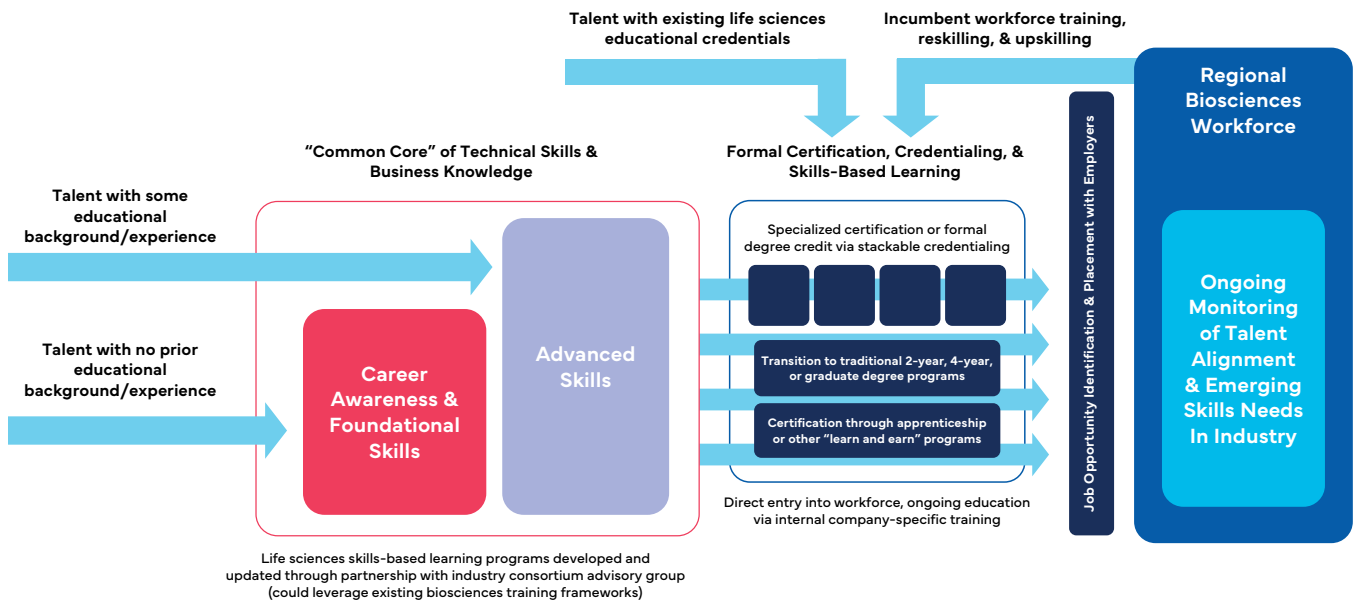 Talent with existing life sciences
educational credentials
Incumbent workforce training,
reskilling, & upskilling
Regional
Biosciences
Workforce
"Common Core" of Technical Skills &
Business Knowledge
Formal Certification, Credentialing, &
Skills-Based Learning
Talent with some
educational
background/experience
Talent with no prior
educational
background/experience
Career
Awareness &
Foundational
Skills
Advanced
Skills
Specialized certification or formal
degree credit via stackable credentialing
Transition to traditional 2-year, 4-year,
or graduate degree programs
Certification through apprenticeship
or other "learn and earn" programs
Direct entry into workforce, ongoing education
via internal company-specific training
Job Opportunity Identification & Placement with Employers
Ongoing
Monitoring
of Talent
Alignment
& Emerging
Skills Needs
In Industry
Life sciences skills-based learning programs developed and
updated through partnership with industry consortium advisory group
(could leverage existing biosciences training frameworks)